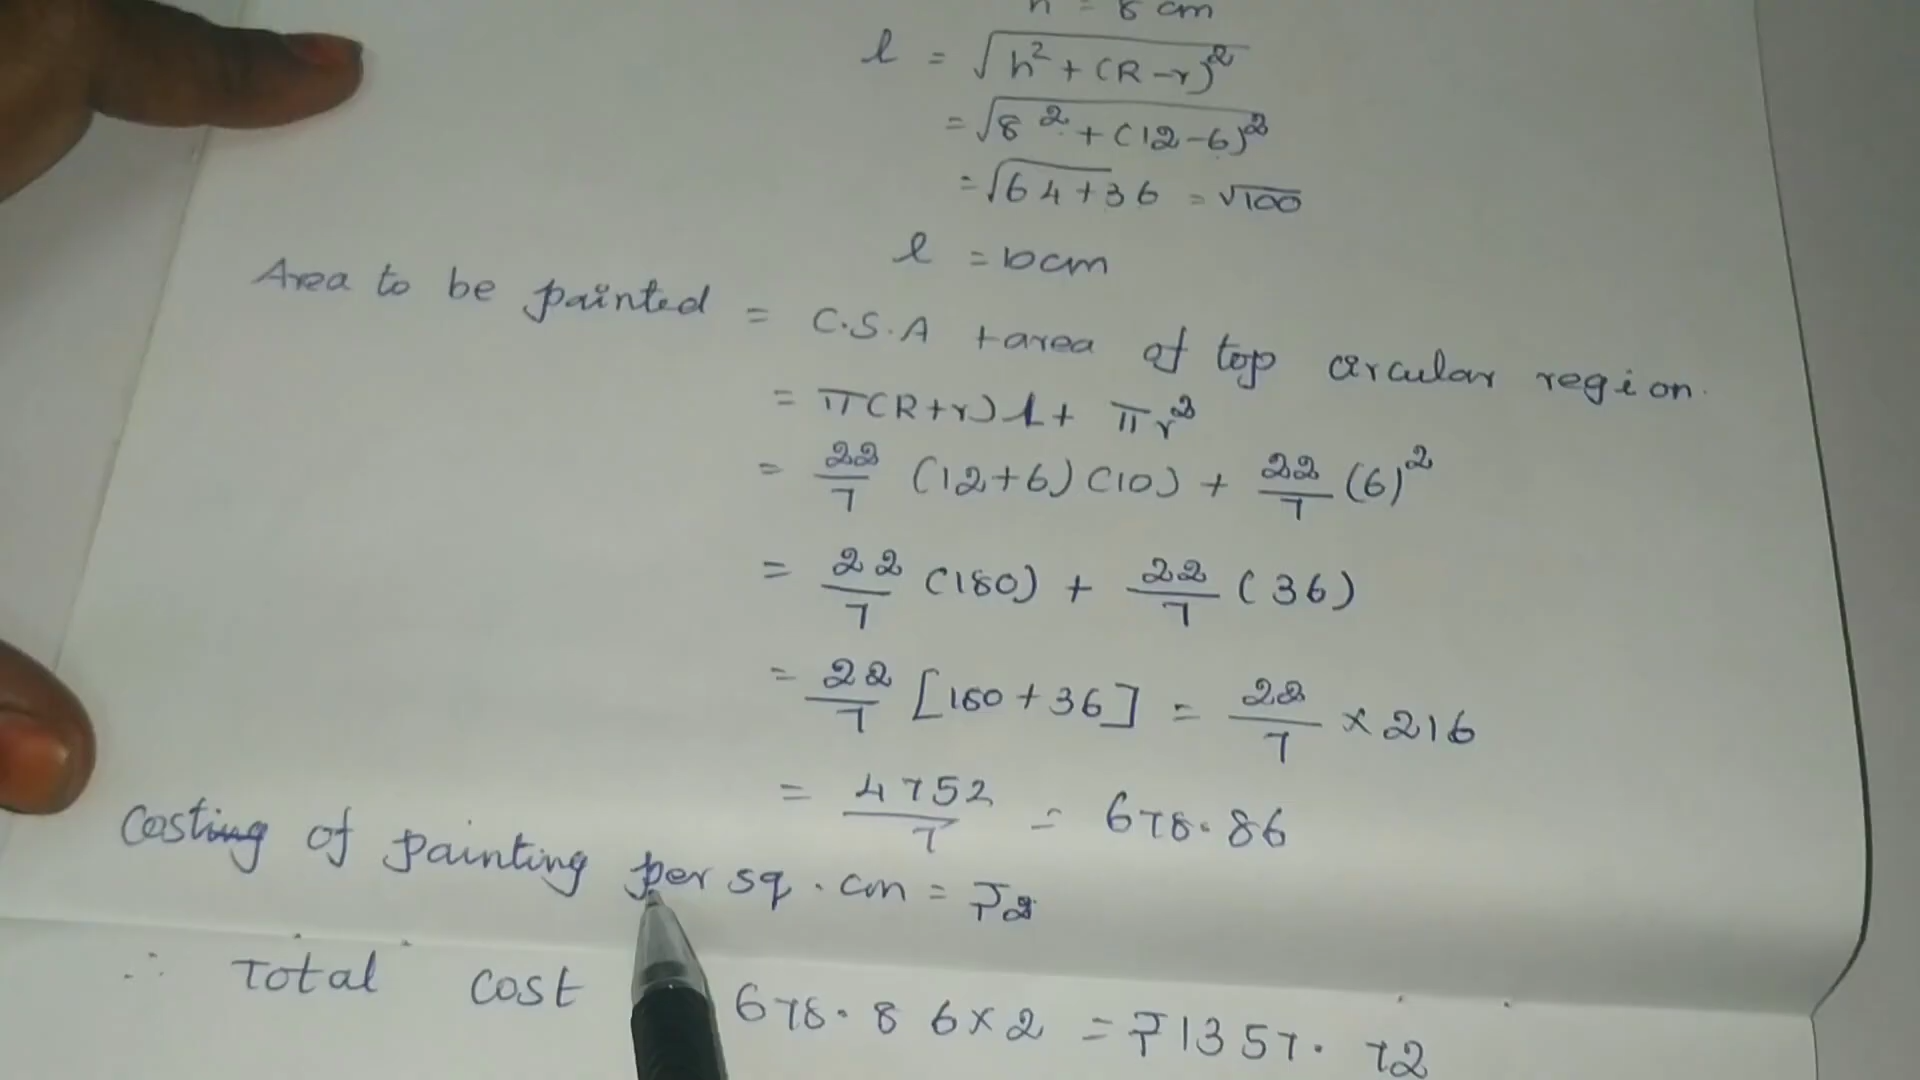 h = 8 cm
l = √h² + (R-r)²
= √8² + (12-6)²
= √64+36 = √100
l = 10cm
Area to be painted = C.S.A + area of top circular region.
= π(R+r) l + πr²
= 22/7 (12+6) (10) + 22/7 (6)²
= 22/7 (180) + 22/7 (36)
= 22/7 [180+36] = 22/7 × 216
= 4752/7 = 678.86
Costing of painting per sq. cm = ₹2
∴ Total cost 678.86×2 = ₹1357.72